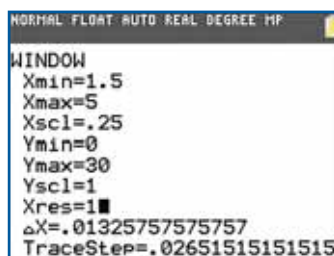 NORMAL FLOAT AUTO REAL DEGREE MP
WINDOW
Xmin=1.5
Xmax=5
Xscl=.25
Ymin=0
Ymax=30
Yscl=1
Xres=1
△X=.01325757575757
TraceStep=.02651515151515